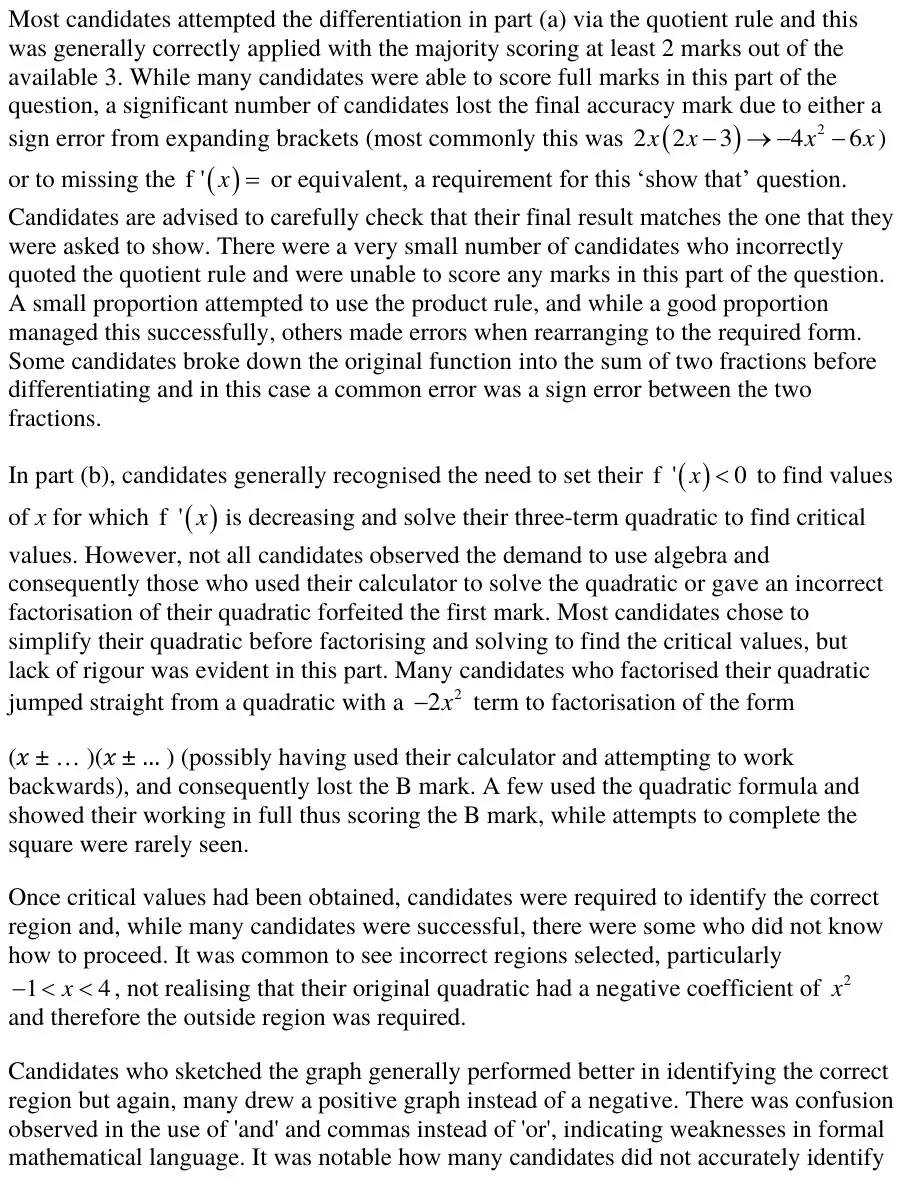 Most candidates attempted the differentiation in part (a) via the quotient rule and this
was generally correctly applied with the majority scoring at least 2 marks out of the
available 3. While many candidates were able to score full marks in this part of the
question, a significant number of candidates lost the final accuracy mark due to either a
sign error from expanding brackets (most commonly this was 2x(2x−3)→−4x²−6x)
or to missing the f '(x)= or equivalent, a requirement for this ‘show that’ question.
Candidates are advised to carefully check that their final result matches the one that they
were asked to show. There were a very small number of candidates who incorrectly
quoted the quotient rule and were unable to score any marks in this part of the question.
A small proportion attempted to use the product rule, and while a good proportion
managed this successfully, others made errors when rearranging to the required form.
Some candidates broke down the original function into the sum of two fractions before
differentiating and in this case a common error was a sign error between the two
fractions.
In part (b), candidates generally recognised the need to set their f '(x)<0 to find values
of x for which f '(x) is decreasing and solve their three-term quadratic to find critical
values. However, not all candidates observed the demand to use algebra and
consequently those who used their calculator to solve the quadratic or gave an incorrect
factorisation of their quadratic forfeited the first mark. Most candidates chose to
simplify their quadratic before factorising and solving to find the critical values, but
lack of rigour was evident in this part. Many candidates who factorised their quadratic
jumped straight from a quadratic with a −2x² term to factorisation of the form
(x ± … )(x ± ... ) (possibly having used their calculator and attempting to work
backwards), and consequently lost the B mark. A few used the quadratic formula and
showed their working in full thus scoring the B mark, while attempts to complete the
square were rarely seen.
Once critical values had been obtained, candidates were required to identify the correct
region and, while many candidates were successful, there were some who did not know
how to proceed. It was common to see incorrect regions selected, particularly
−1< x < 4, not realising that their original quadratic had a negative coefficient of x²
and therefore the outside region was required.
Candidates who sketched the graph generally performed better in identifying the correct
region but again, many drew a positive graph instead of a negative. There was confusion
observed in the use of 'and' and commas instead of 'or', indicating weaknesses in formal
mathematical language. It was notable how many candidates did not accurately identify